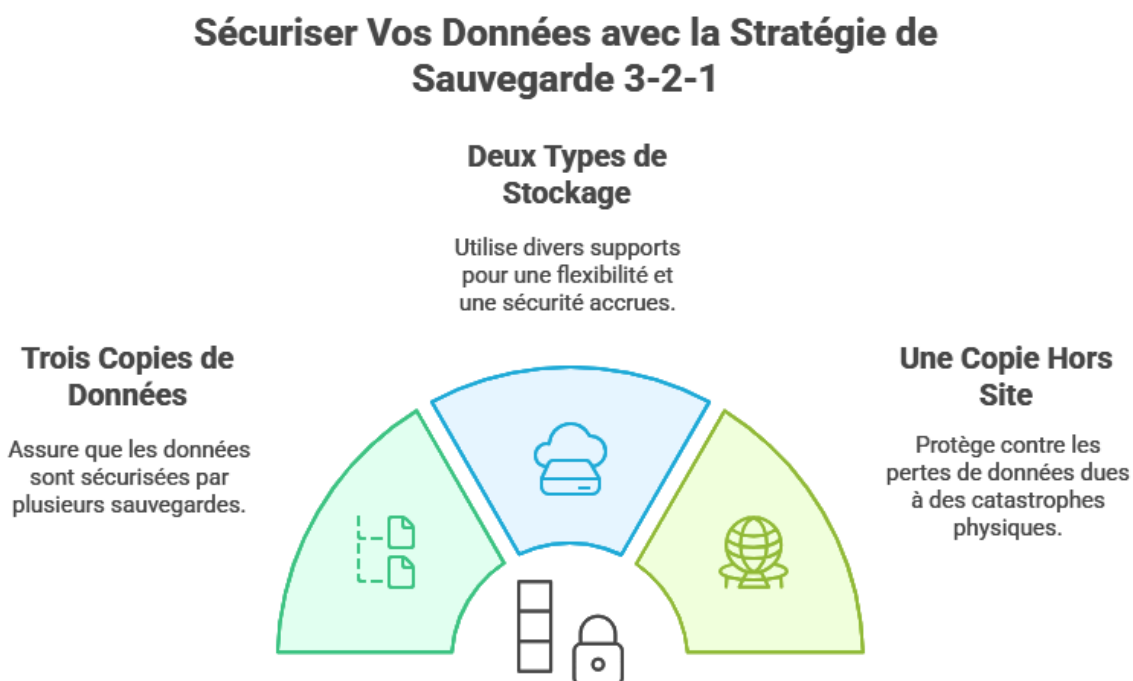 Sécuriser Vos Données avec la Stratégie de
Sauvegarde 3-2-1
Deux Types de
Stockage
Utilise divers supports
pour une flexibilité et
une sécurité accrues.
Trois Copies de
Données
Assure que les données
sont sécurisées par
plusieurs sauvegardes.
Une Copie Hors
Site
Protège contre les
pertes de données dues
à des catastrophes
physiques.